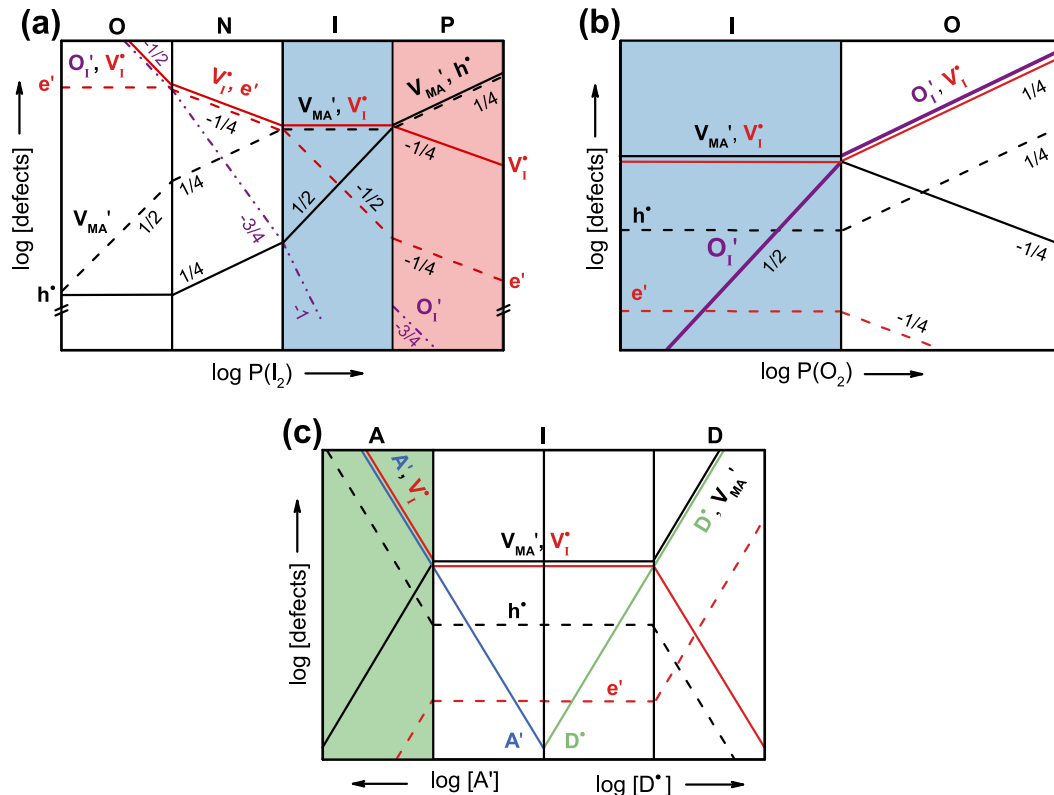 (a)
O N I P
O_I', V_I^•
-1/2
e'
V_I^•, e'
-1/4
V_MA', V_I^•
V_MA', h^•
1/4
-1/4
V_I^•
1/4
V_MA'
1/2
-3/4
1/2
-1/2
-1/4
e'
h^•
1/4
-1
O_I'
-3/4
log [defects]
log P(I_2)
(b)
I O
O_I', V_I^•
1/4
V_MA', V_I^•
1/4
h^•
O_I'
1/2
-1/4
e'
-1/4
log [defects]
log P(O_2)
(c)
A I D
A', V_I^•
D^•, V_MA'
V_MA', V_I^•
h^•
e'
A' D^•
log [defects]
log [A'] log [D^•]